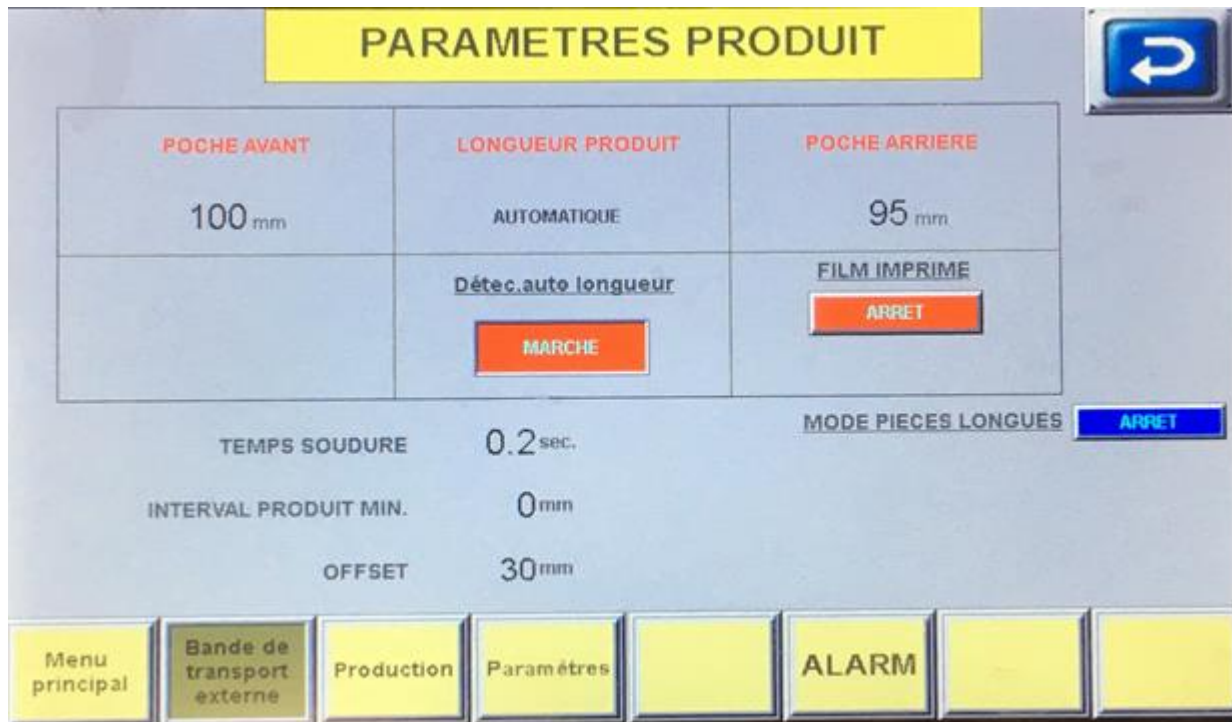 PARAMETRES PRODUIT
POCHE AVANT
LONGUEUR PRODUIT
POCHE ARRIERE
100 mm
AUTOMATIQUE
95 mm
Détec.auto longueur
MARCHE
FILM IMPRIME
ARRET
MODE PIECES LONGUES
ARRET
TEMPS SOUDURE
0.2 sec.
INTERVAL PRODUIT MIN.
0 mm
OFFSET
30 mm
Menu
principal
Bande de
transport
externe
Production
Paramétres
ALARM